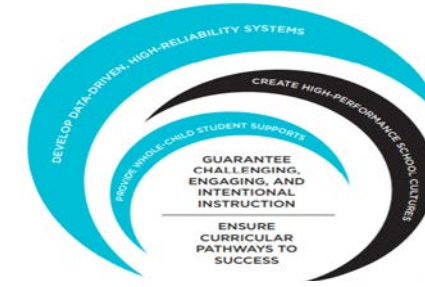 DEVELOP DATA-DRIVEN, HIGH-RELIABILITY SYSTEMS
CREATE HIGH-PERFORMANCE SCHOOL CULTURES
PROVIDE WHOLE-CHILD STUDENT SUPPORTS
GUARANTEE
CHALLENGING,
ENGAGING, AND
INTENTIONAL
INSTRUCTION
ENSURE
CURRICULAR
PATHWAYS TO
SUCCESS